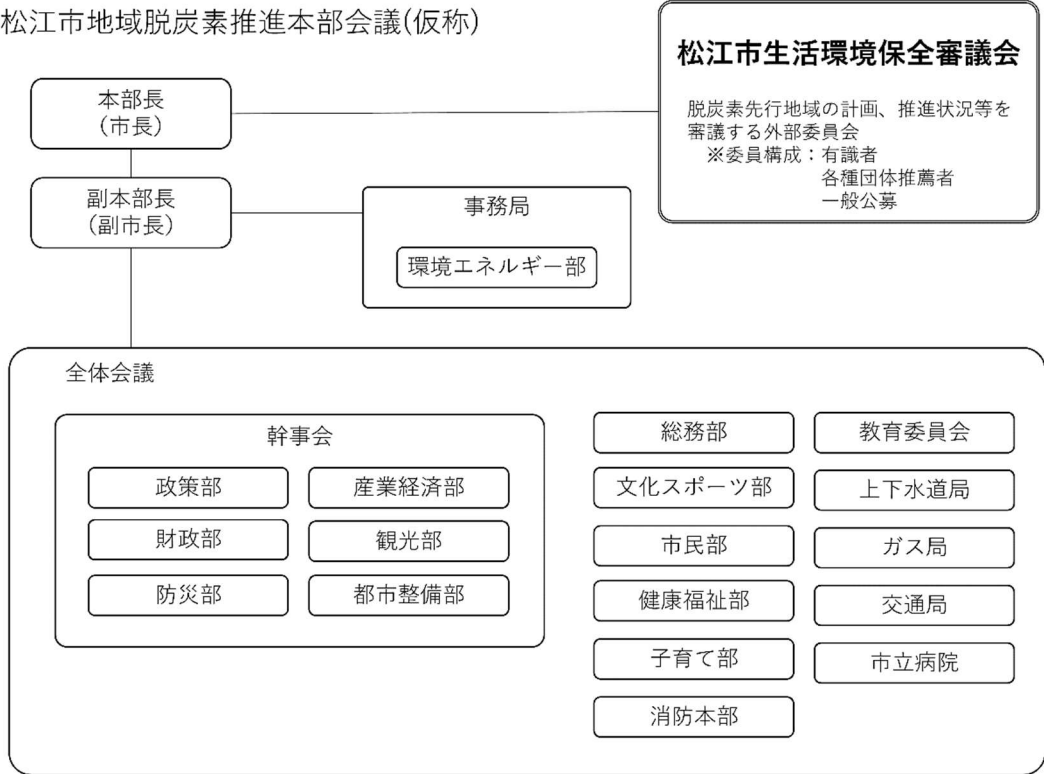 松江市地域脱炭素推進本部会議(仮称)
松江市生活環境保全審議会
脱炭素先行地域の計画、推進状況等を
審議する外部委員会
※委員構成：有識者
各種団体推薦者
一般公募
本部長
(市長)
副本部長
(副市長)
事務局
環境エネルギー部
全体会議
幹事会
政策部
産業経済部
財政部
観光部
防災部
都市整備部
総務部
教育委員会
文化スポーツ部
上下水道局
市民部
ガス局
健康福祉部
交通局
子育て部
市立病院
消防本部